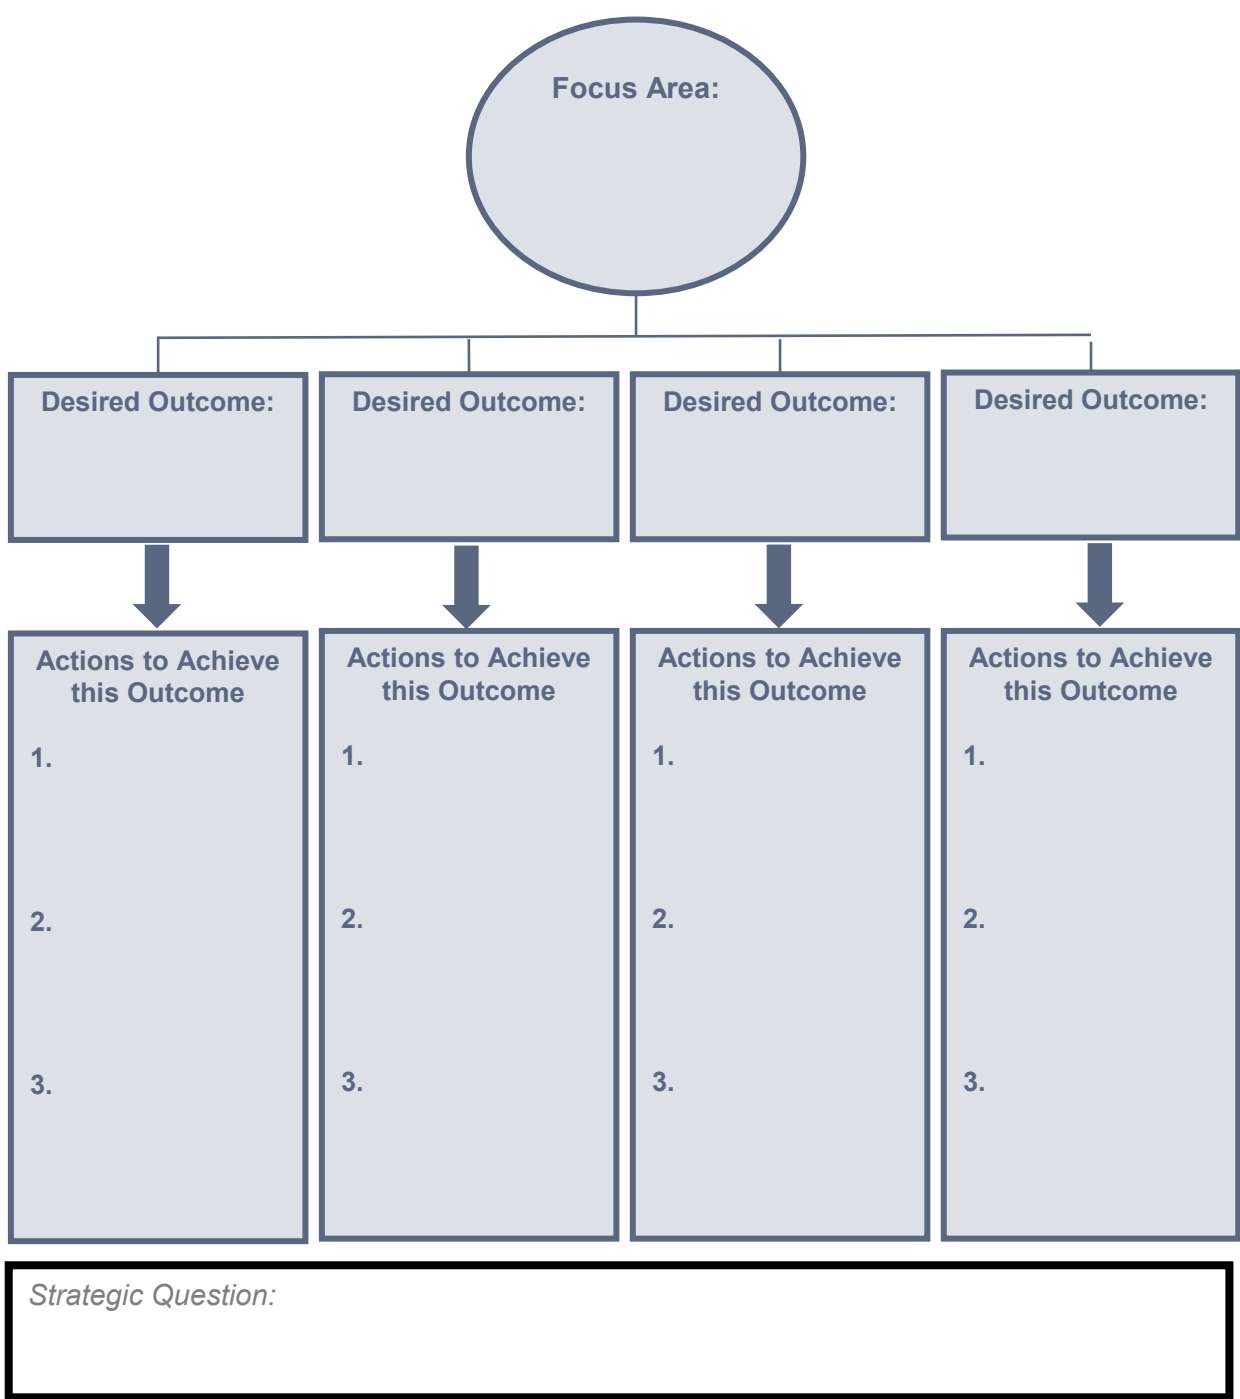 Focus Area:
Desired Outcome:
Desired Outcome:
Desired Outcome:
Desired Outcome:
Actions to Achieve
this Outcome
1.
2.
3.
Actions to Achieve
this Outcome
1.
2.
3.
Actions to Achieve
this Outcome
1.
2.
3.
Actions to Achieve
this Outcome
1.
2.
3.
Strategic Question: